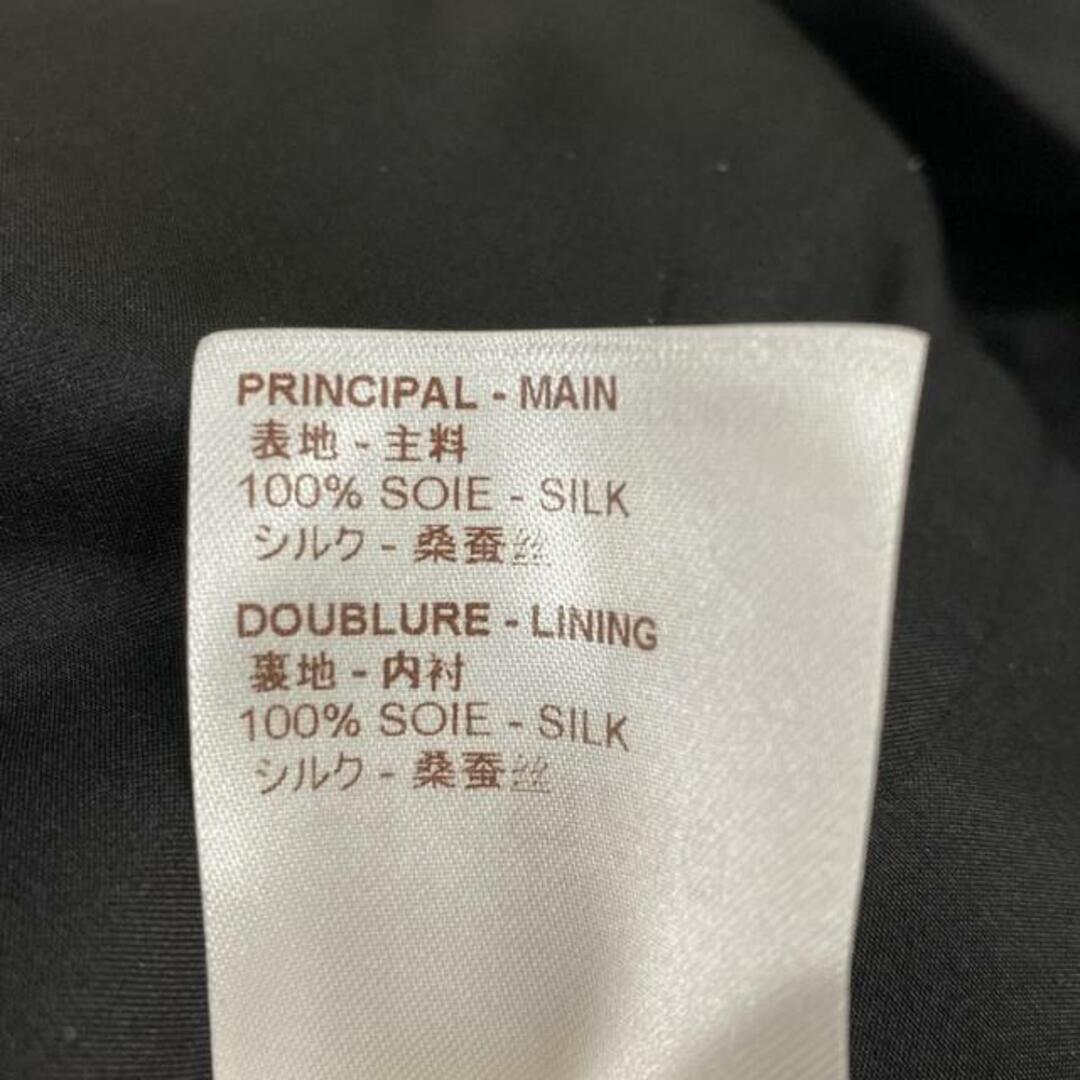 PRINCIPAL - MAIN
表地 - 主料
100% SOIE - SILK
シルク - 桑蚕丝
DOUBLURE - LINING
裏地 - 内衬
100% SOIE - SILK
シルク - 桑蚕丝